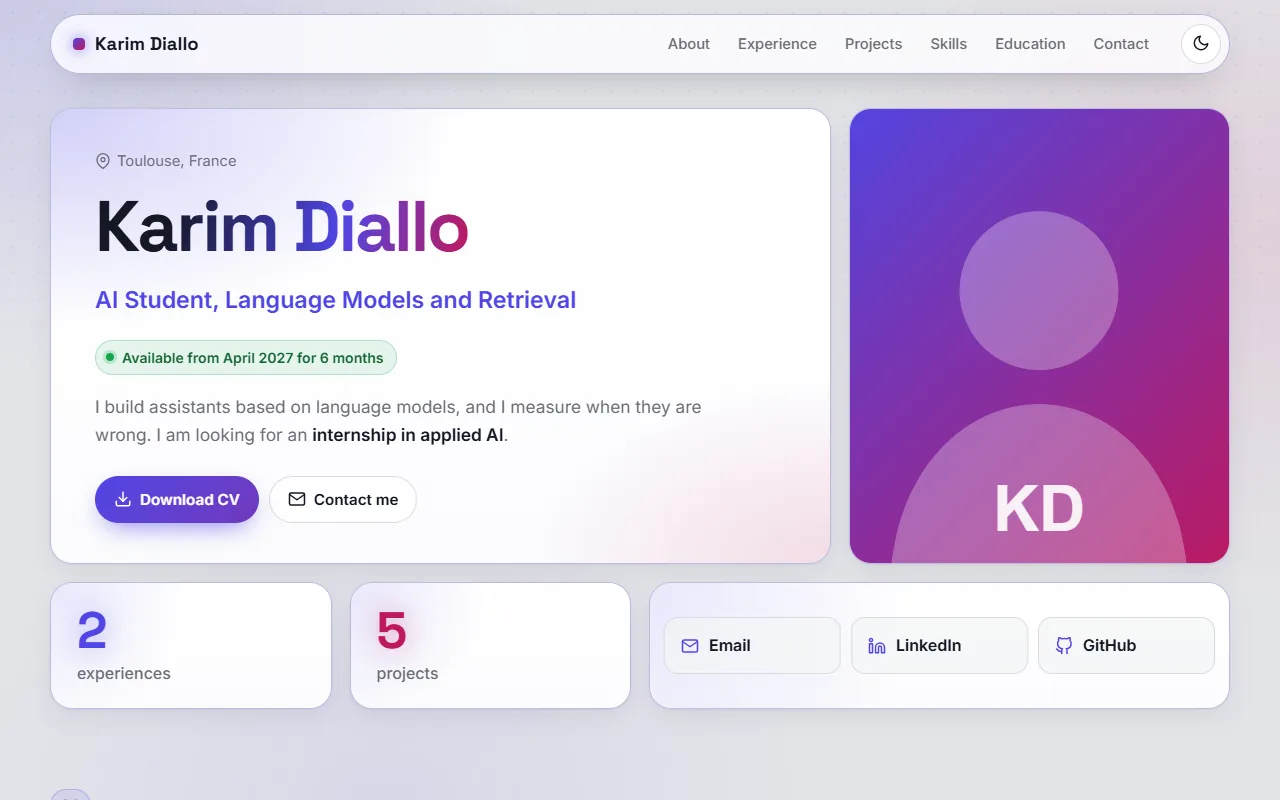 Karim Diallo
About
Experience
Projects
Skills
Education
Contact
Toulouse, France
Karim Diallo
AI Student, Language Models and Retrieval
Available from April 2027 for 6 months
I build assistants based on language models, and I measure when they are
wrong. I am looking for an internship in applied AI.
Download CV
Contact me
KD
2
experiences
5
projects
Email
LinkedIn
GitHub